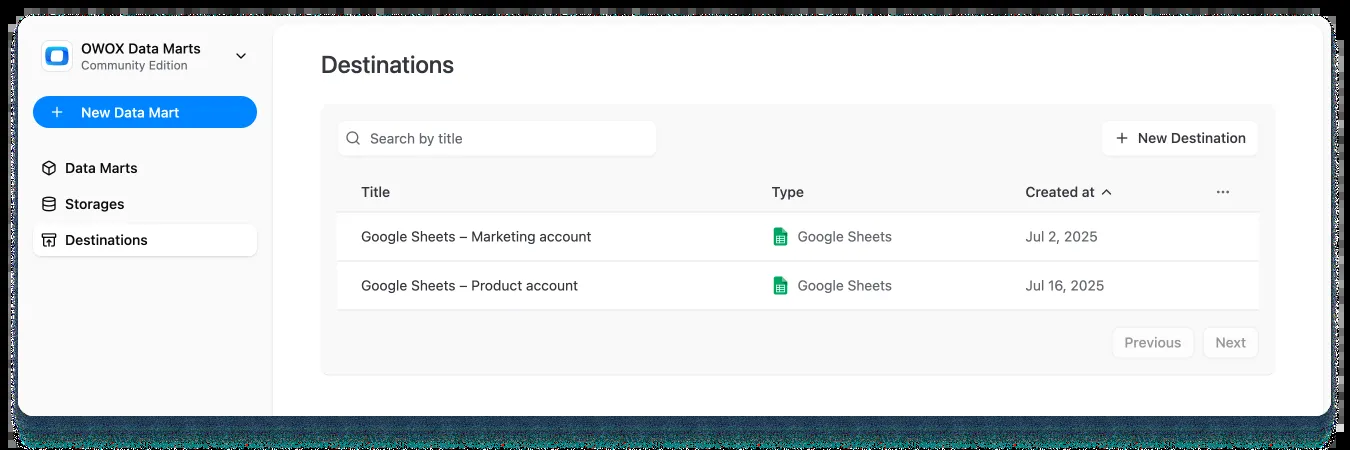 OWOX Data Marts
Community Edition
New Data Mart
Data Marts
Storages
Destinations
Destinations
Search by title
New Destination
Title Type Created at
Google Sheets – Marketing account Google Sheets Jul 2, 2025
Google Sheets – Product account Google Sheets Jul 16, 2025
Previous Next